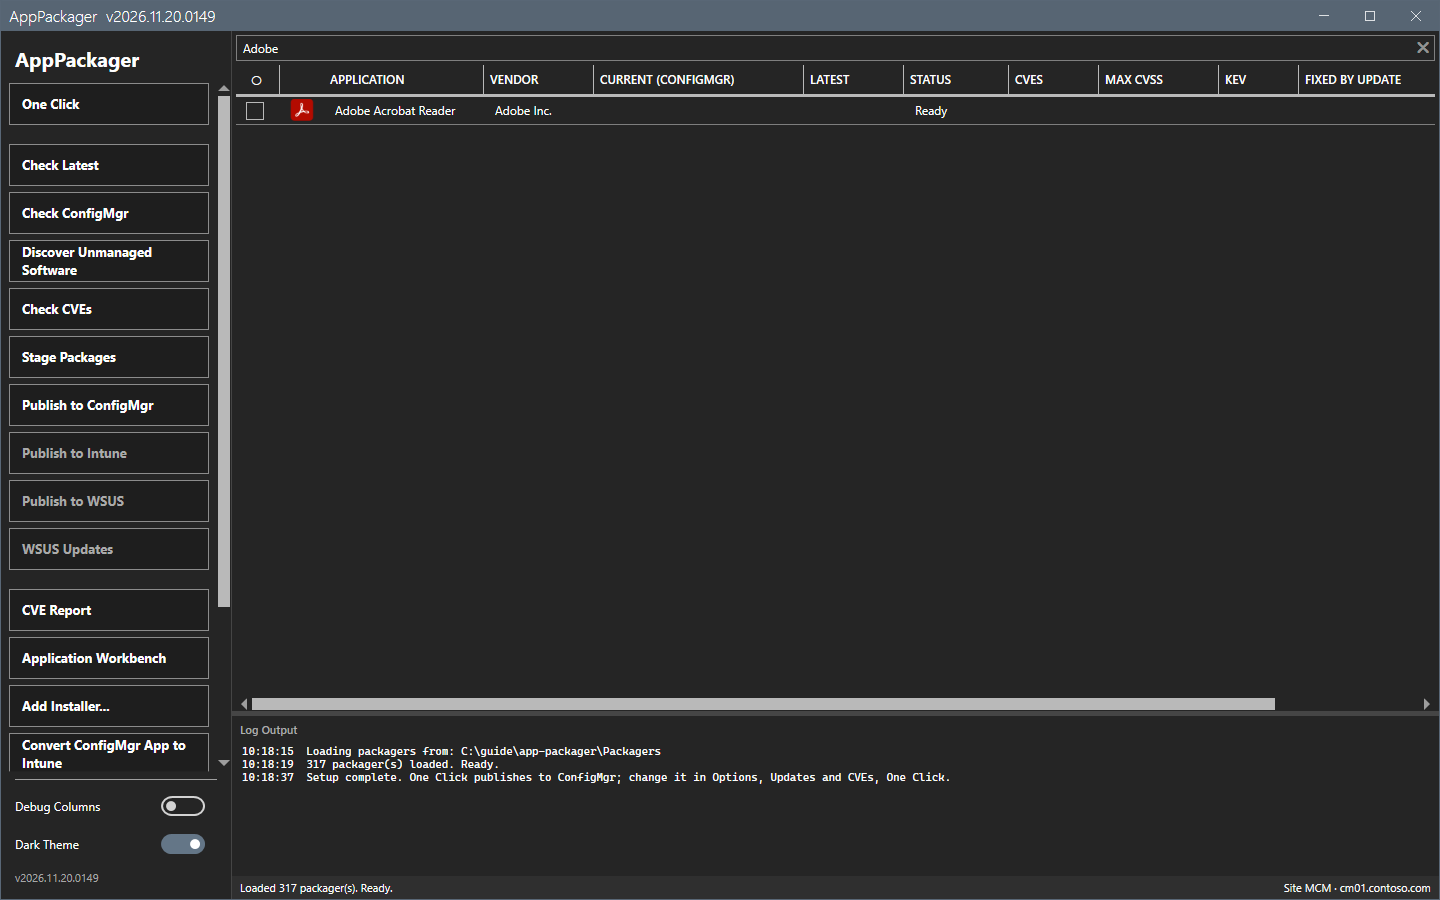 AppPackager v2026.11.20.0149
AppPackager
One Click
Check Latest
Check ConfigMgr
Discover Unmanaged
Software
Check CVEs
Stage Packages
Publish to ConfigMgr
Publish to Intune
Publish to WSUS
WSUS Updates
CVE Report
Application Workbench
Add Installer...
Convert ConfigMgr App to
Intune
Debug Columns
Dark Theme
v2026.11.20.0149
Adobe
APPLICATION VENDOR CURRENT (CONFIGMGR) LATEST STATUS CVES MAX CVSS KEV FIXED BY UPDATE
Adobe Acrobat Reader Adobe Inc. Ready
Log Output
10:18:15 Loading packagers from: C:\guide\app-packager\Packagers
10:18:19 317 packager(s) loaded. Ready.
10:18:37 Setup complete. One Click publishes to ConfigMgr; change it in Options, Updates and CVEs, One Click.
Loaded 317 packager(s). Ready.
Site MCM · cm01.contoso.com